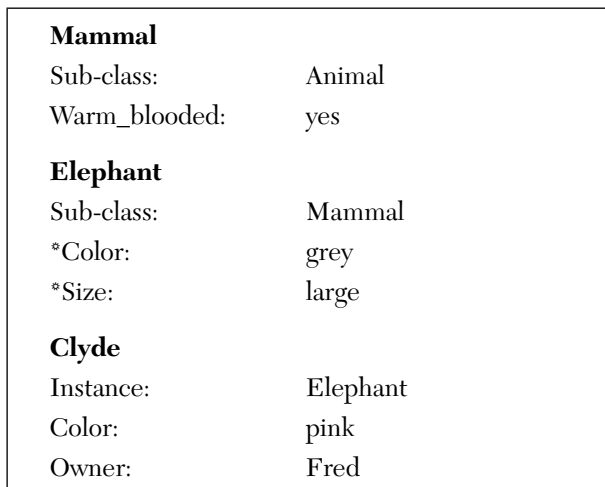 Mammal
Sub-class: Animal
Warm_blooded: yes
Elephant
Sub-class: Mammal
*Color: grey
*Size: large
Clyde
Instance: Elephant
Color: pink
Owner: Fred